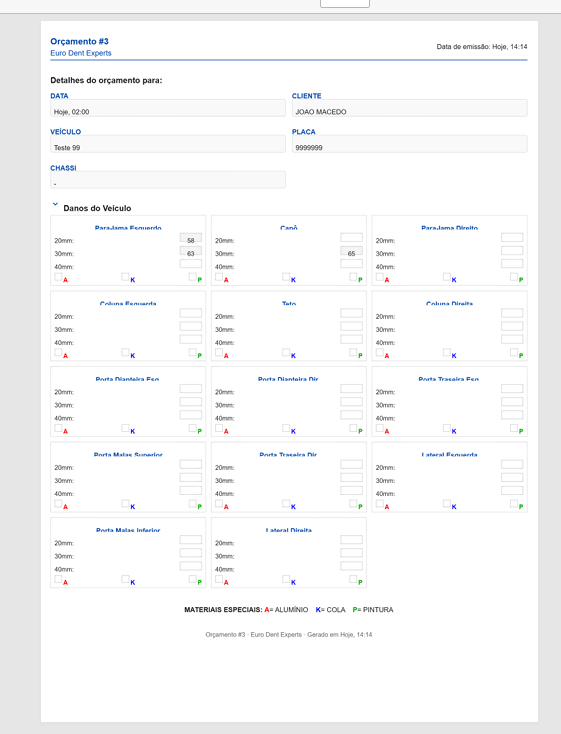 Orçamento #3
Euro Dent Experts
Data de emissão: Hoje, 14:14
Detalhes do orçamento para:
DATA
CLIENTE
Hoje, 02:00
JOAO MACEDO
VEÍCULO
PLACA
Teste 99
9999999
CHASSI
-
Danos do Veículo
Para-lama Esquerdo
20mm: 58
30mm: 63
40mm:
A K P
Capô
20mm:
30mm: 65
40mm:
A K P
Para-lama Direito
20mm:
30mm:
40mm:
A K P
Coluna Esquerda
20mm:
30mm:
40mm:
A K P
Teto
20mm:
30mm:
40mm:
A K P
Coluna Direita
20mm:
30mm:
40mm:
A K P
Porta Dianteira Esq
20mm:
30mm:
40mm:
A K P
Porta Dianteira Dir
20mm:
30mm:
40mm:
A K P
Porta Traseira Esq
20mm:
30mm:
40mm:
A K P
Porta Malas Superior
20mm:
30mm:
40mm:
A K P
Porta Traseira Dir
20mm:
30mm:
40mm:
A K P
Lateral Esquerda
20mm:
30mm:
40mm:
A K P
Porta Malas Inferior
20mm:
30mm:
40mm:
A K P
Lateral Direita
20mm:
30mm:
40mm:
A K P
MATERIAIS ESPECIAIS: A= ALUMÍNIO K= COLA P= PINTURA
Orçamento #3 · Euro Dent Experts · Gerado em Hoje, 14:14